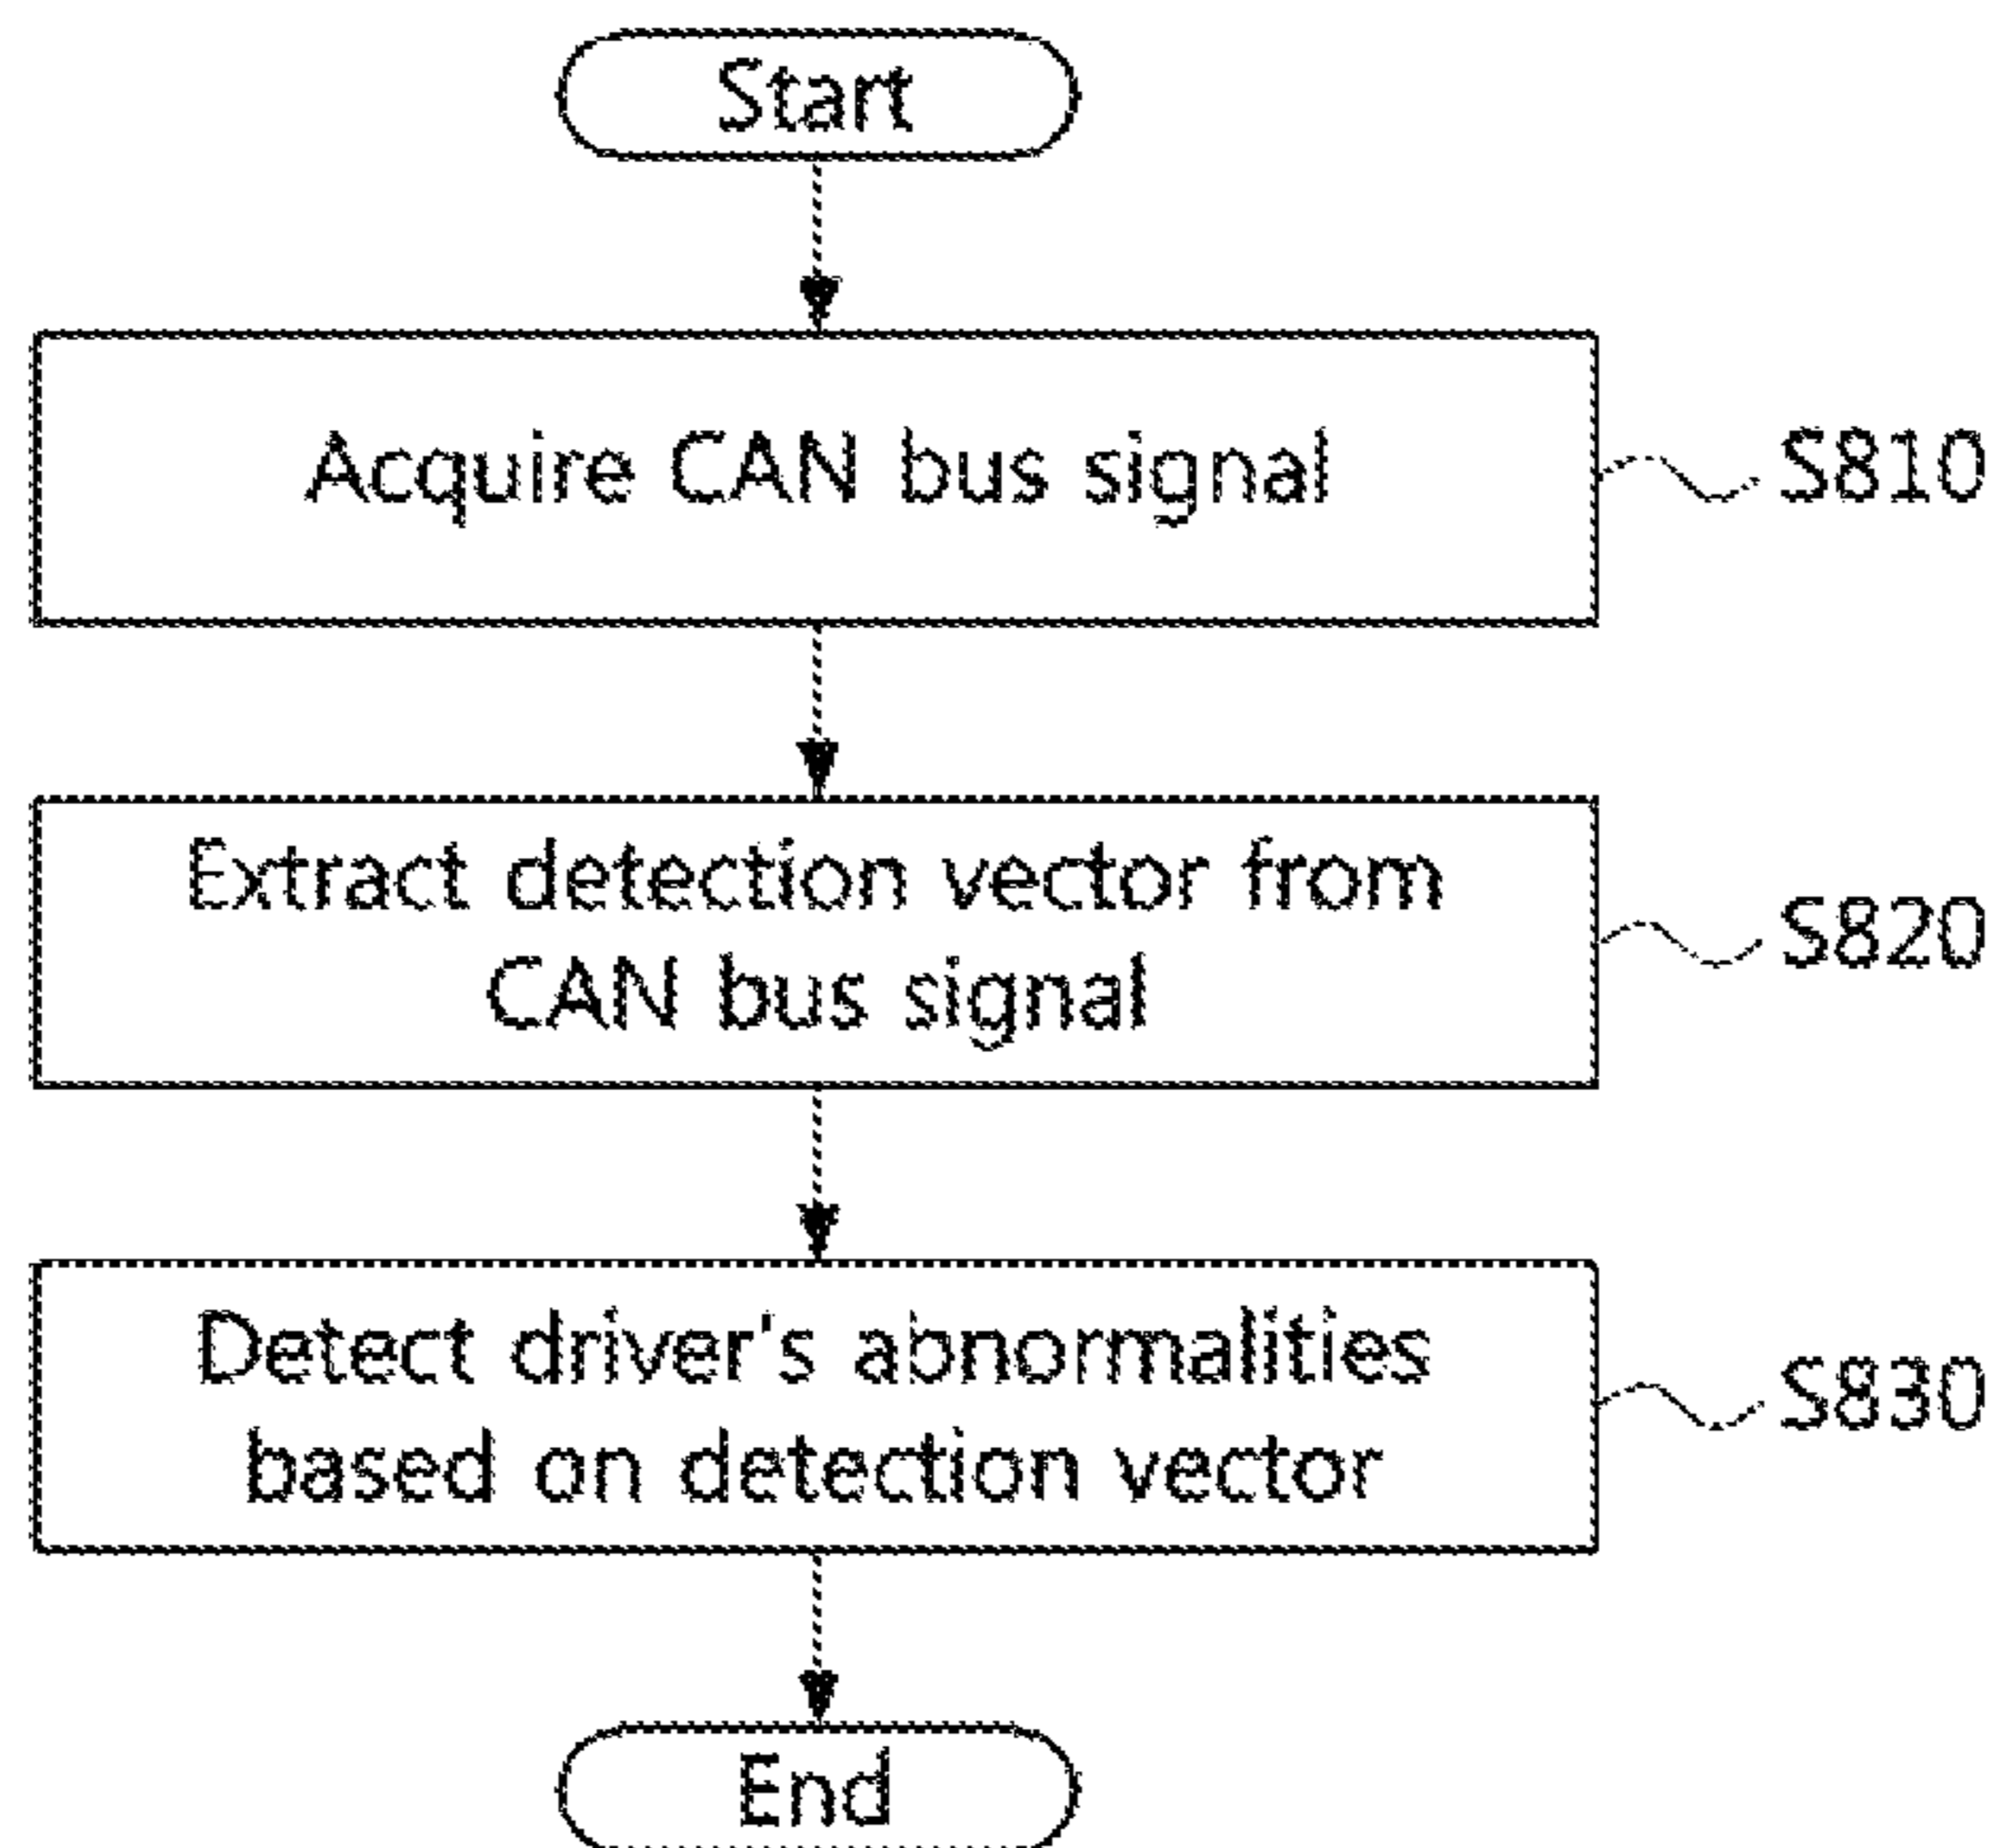 Start
Acquire CAN bus signal
S810
Extract detection vector from
CAN bus signal
S820
Detect driver's abnormalities
based on detection vector
S830
End